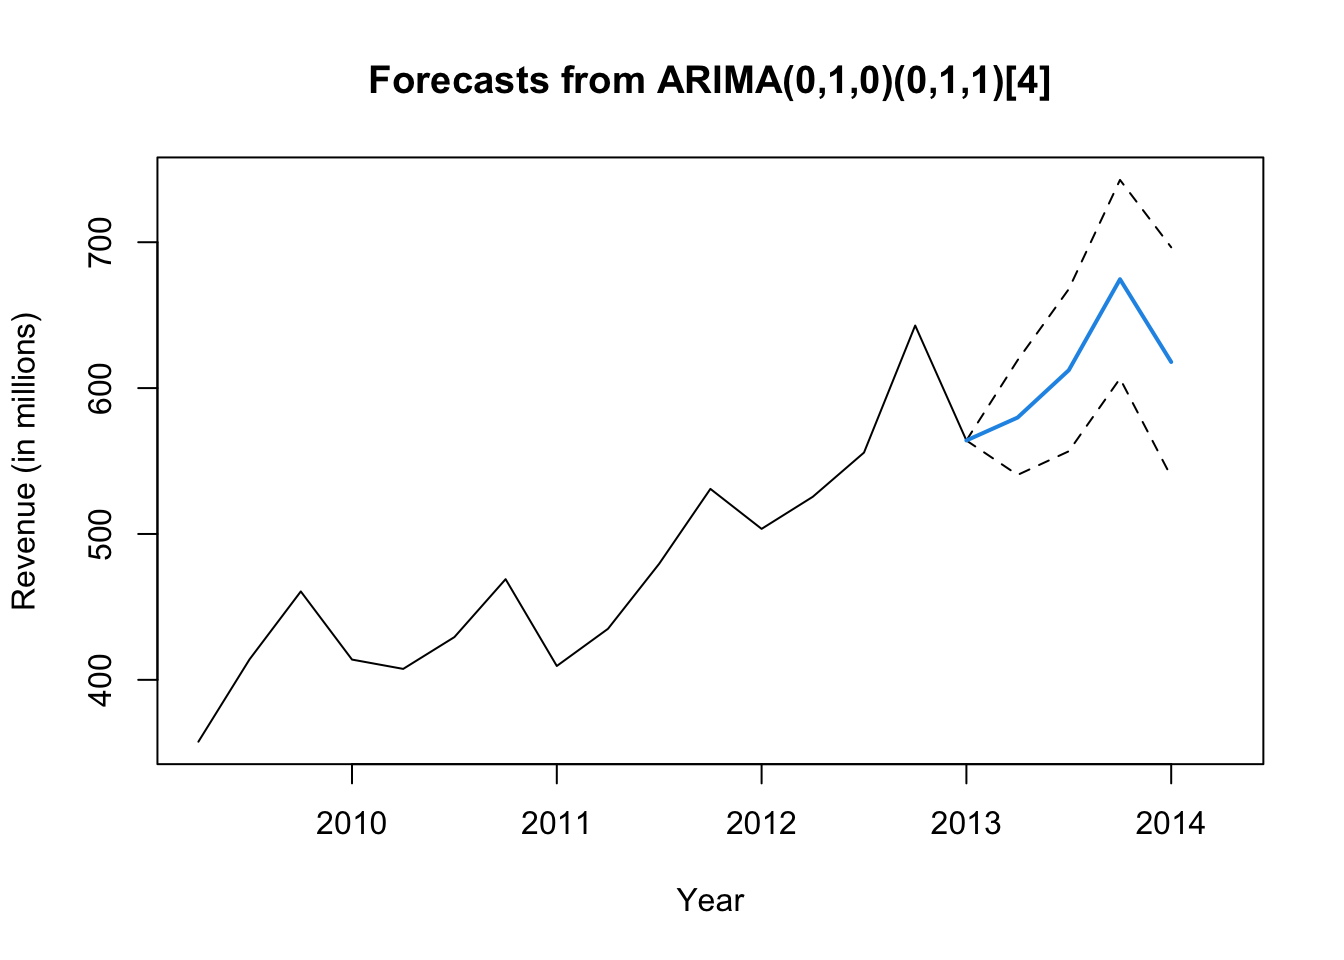 Forecasts from ARIMA(0,1,0)(0,1,1)[4]
Revenue (in millions)
700
600
500
400
2010 2011 2012 2013 2014
Year